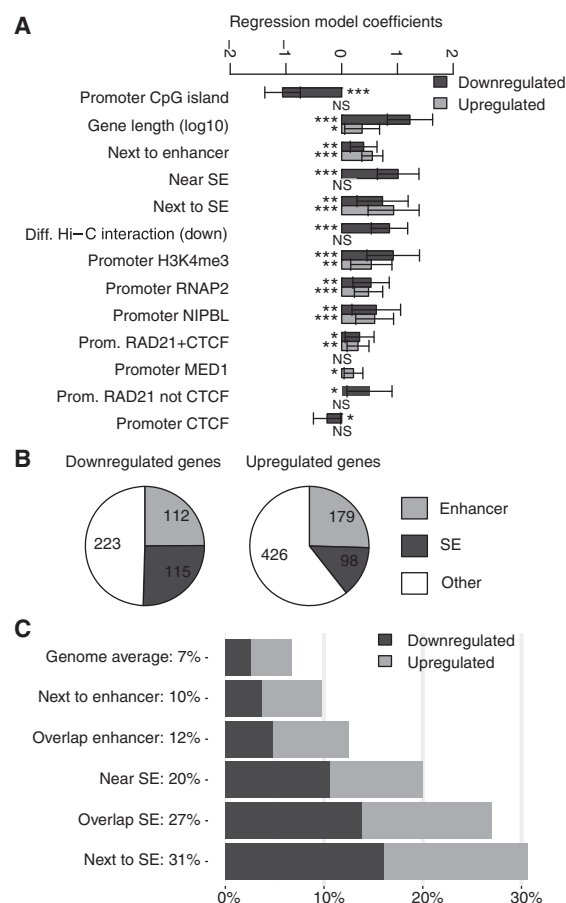 A
Regression model coefficients
-2 -1 0 1 2
Downregulated
Upregulated
Promoter CpG island *** NS
Gene length (log10) *** *
Next to enhancer ** ***
Near SE *** NS
Next to SE ** ***
Diff. Hi-C interaction (down) *** NS
Promoter H3K4me3 *** **
Promoter RNAP2 ** ***
Promoter NIPBL ** ***
Prom. RAD21+CTCF * **
Promoter MED1 NS *
Prom. RAD21 not CTCF * NS
Promoter CTCF * NS
B
Downregulated genes Upregulated genes
112
223
115
179
426
98
Enhancer
SE
Other
C
Downregulated
Upregulated
Genome average: 7%
Next to enhancer: 10%
Overlap enhancer: 12%
Near SE: 20%
Overlap SE: 27%
Next to SE: 31%
0% 10% 20% 30%